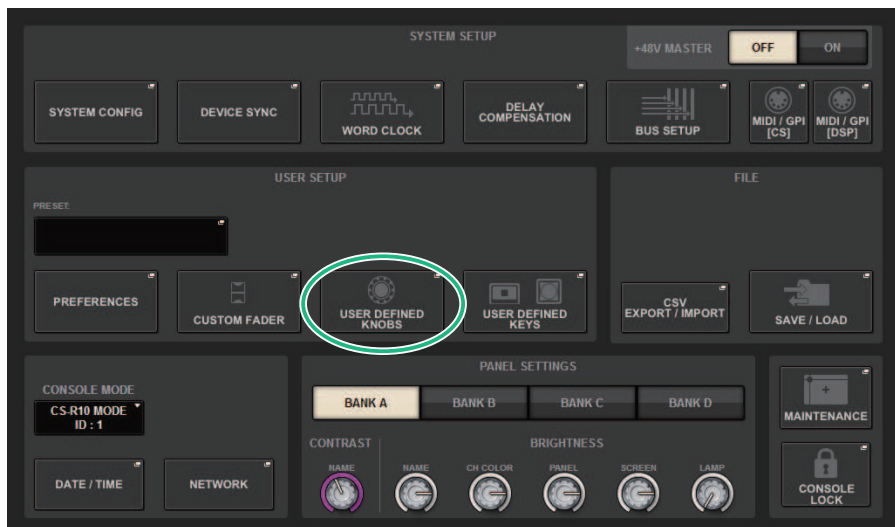 SYSTEM SETUP
+48V MASTER
OFF
ON
SYSTEM CONFIG
DEVICE SYNC
WORD CLOCK
DELAY
COMPENSATION
BUS SETUP
MIDI / GPI
[CS]
MIDI / GPI
[DSP]
USER SETUP
PRESET
PREFERENCES
CUSTOM FADER
USER DEFINED
KNOBS
USER DEFINED
KEYS
FILE
CSV
EXPORT / IMPORT
SAVE / LOAD
CONSOLE MODE
CS-R10 MODE
ID : 1
DATE / TIME
NETWORK
PANEL SETTINGS
BANK A
BANK B
BANK C
BANK D
CONTRAST
BRIGHTNESS
NAME
NAME
CH COLOR
PANEL
SCREEN
LAMP
MAINTENANCE
CONSOLE
LOCK